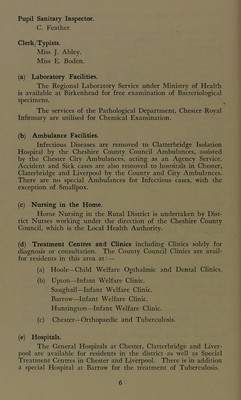 Pupil Sanitary Inspector.
C. Feather
Clerk/Typists.
Miss J. Abley.
Miss E. Boden.
(a) Laboratory Facilities.
The Regional Laboratory Service under Ministry of Health
is available at Birkenhead for free examination of Bacteriological
specimens.
The services of the Pathological Department, Chester Royal
Infirmary are utilised for Chemical Examination.
(b) Ambulance Facilities.
Infectious Diseases are removed to Clatterbridge Isolation
Hospital by the Cheshire County Council Ambulances, assisted
by the Chester City Ambulances, acting as an Agency Service.
Accident and Sick cases are also removed to hospitals in Chester,
Clatterbridge and Liverpool by the County and City Ambulances.
There are no special Ambulances for Infectious cases, with the
exception of Smallpox.
(c) Nursing in the Home.
Home Nursing in the Rural District is undertaken by Dist-
rict Nurses working under the direction of the Cheshire County
Council, which is the Local Health Authority.
(d) Treatment Centres and Clinics including Clinics solely for
diagnosis or consultation. The County Council Clinics are avail-
for residents in this area at:—
(a) Hoole—Child Welfare Opthalmic and Dental Clinics.
(b) Upton—Infant Welfare Clinic.
Saughall—Infant Welfare Clinic.
Barrow—Infant Welfare Clinic.
Huntington—Infant Welfare Clinic.
(c) Chester—Orthopaedic and Tuberculosis.
(e) Hospitals.
The General Hospitals at Chester, Clatterbridge and Liver-
pool are available for residents in the district as well as Special
Treatment Centres in Chester and Liverpool. There is in addition
a special Hospital at Barrow for the treatment of Tuberculosis.
6